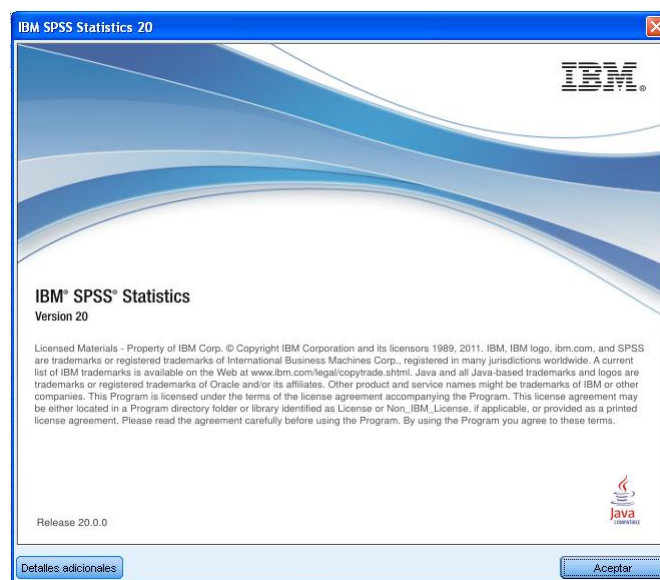 IBM SPSS Statistics 20
IBM®
IBM® SPSS® Statistics
Version 20
Licensed Materials - Property of IBM Corp. © Copyright IBM Corporation and its licensors 1989, 2011. IBM, IBM logo, ibm.com, and SPSS
are trademarks or registered trademarks of International Business Machines Corp., registered in many jurisdictions worldwide. A current
list of IBM trademarks is available on the Web at www.ibm.com/legal/copytrade.shtml. Java and all Java-based trademarks and logos are
trademarks or registered trademarks of Oracle and/or its affiliates. Other product and service names might be trademarks of IBM or other
companies. This Program is licensed under the terms of the license agreement accompanying the Program. This license agreement may
be either located in a Program directory folder or library identified as License or Non_IBM_License, if applicable, or provided as a printed
license agreement. Please read the agreement carefully before using the Program. By using the Program you agree to these terms.
Java
COMPATIBLE
Release 20.0.0
Detalles adicionales
Aceptar